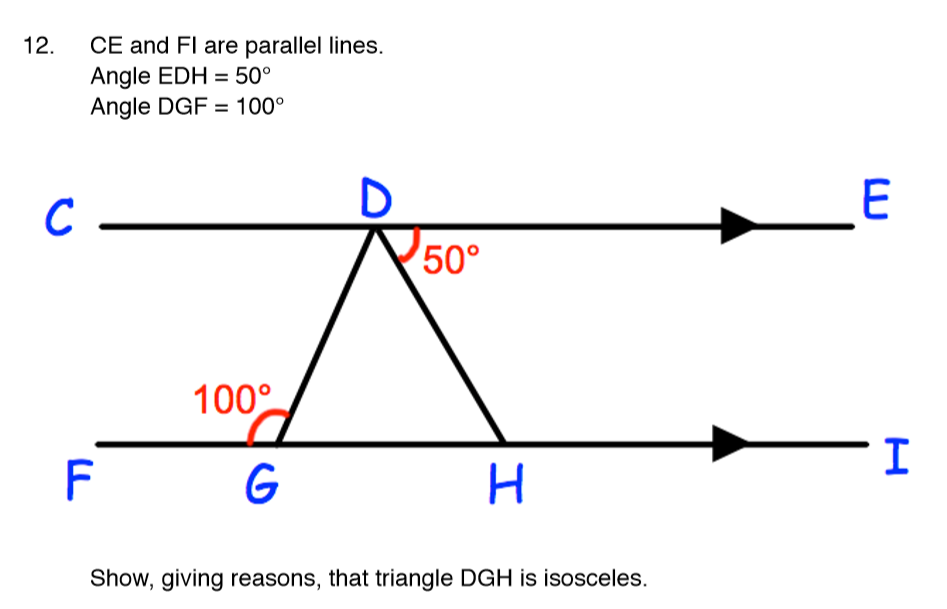 12. CE and FI are parallel lines.
Angle EDH = 50°
Angle DGF = 100°
C D E
50°
100°
F G H I
Show, giving reasons, that triangle DGH is isosceles.